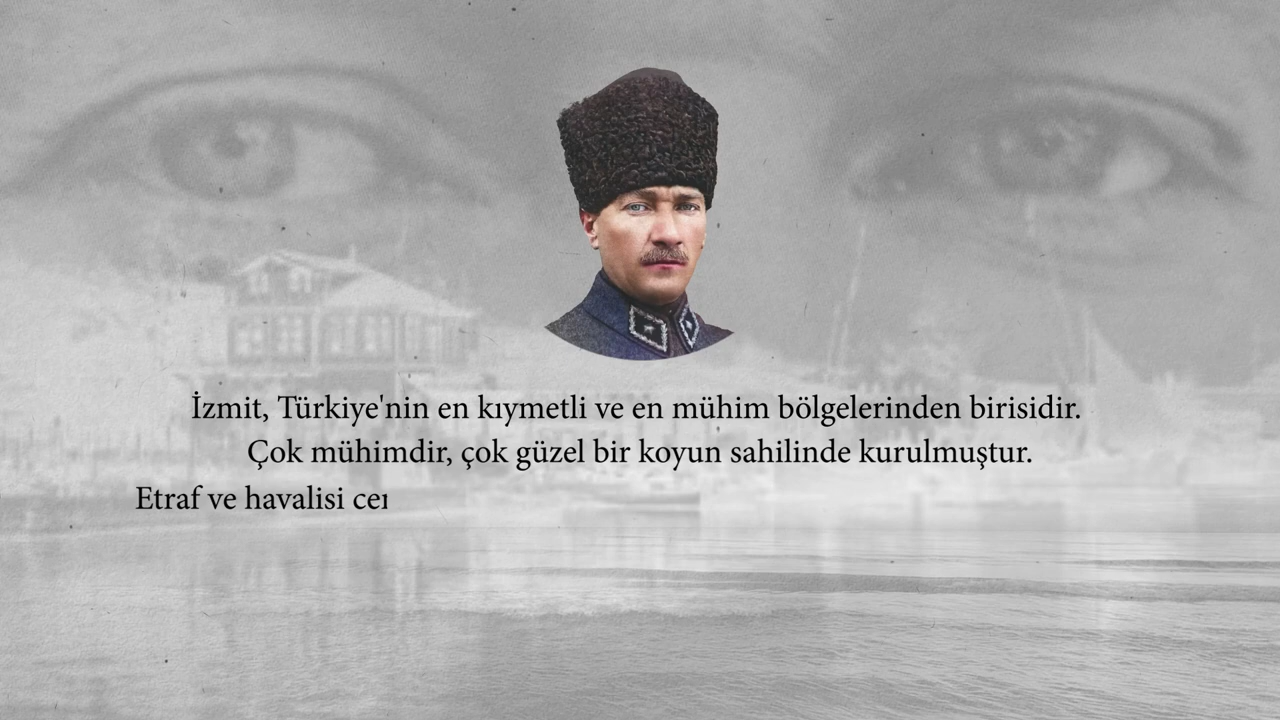 İzmit, Türkiye'nin en kıymetli ve en mühim bölgelerinden birisidir.
Çok mühimdir, çok güzel bir koyun sahilinde kurulmuştur.
Etraf ve havalisi